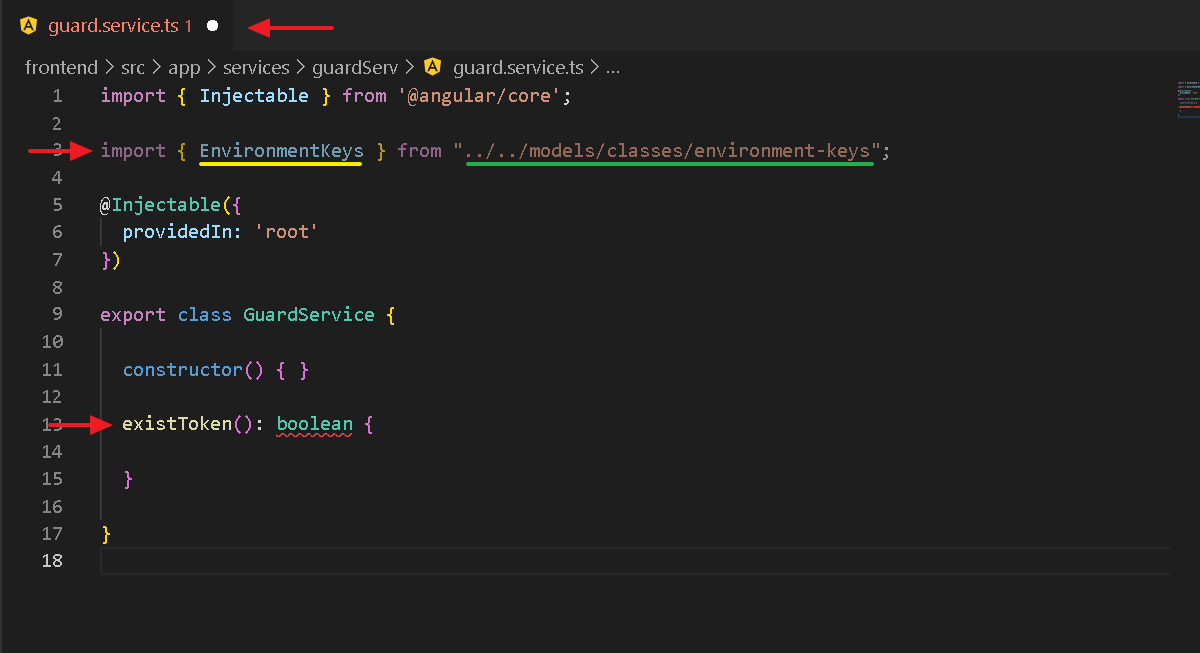 guard.service.ts 1
frontend > src > app > services > guardServ > guard.service.ts > ...
1 import { Injectable } from '@angular/core';
2
3 import { EnvironmentKeys } from "../../models/classes/environment-keys";
4
5 @Injectable({
6 providedIn: 'root'
7 })
8
9 export class GuardService {
10
11 constructor() { }
12
13 existToken(): boolean {
14
15 }
16
17 }
18